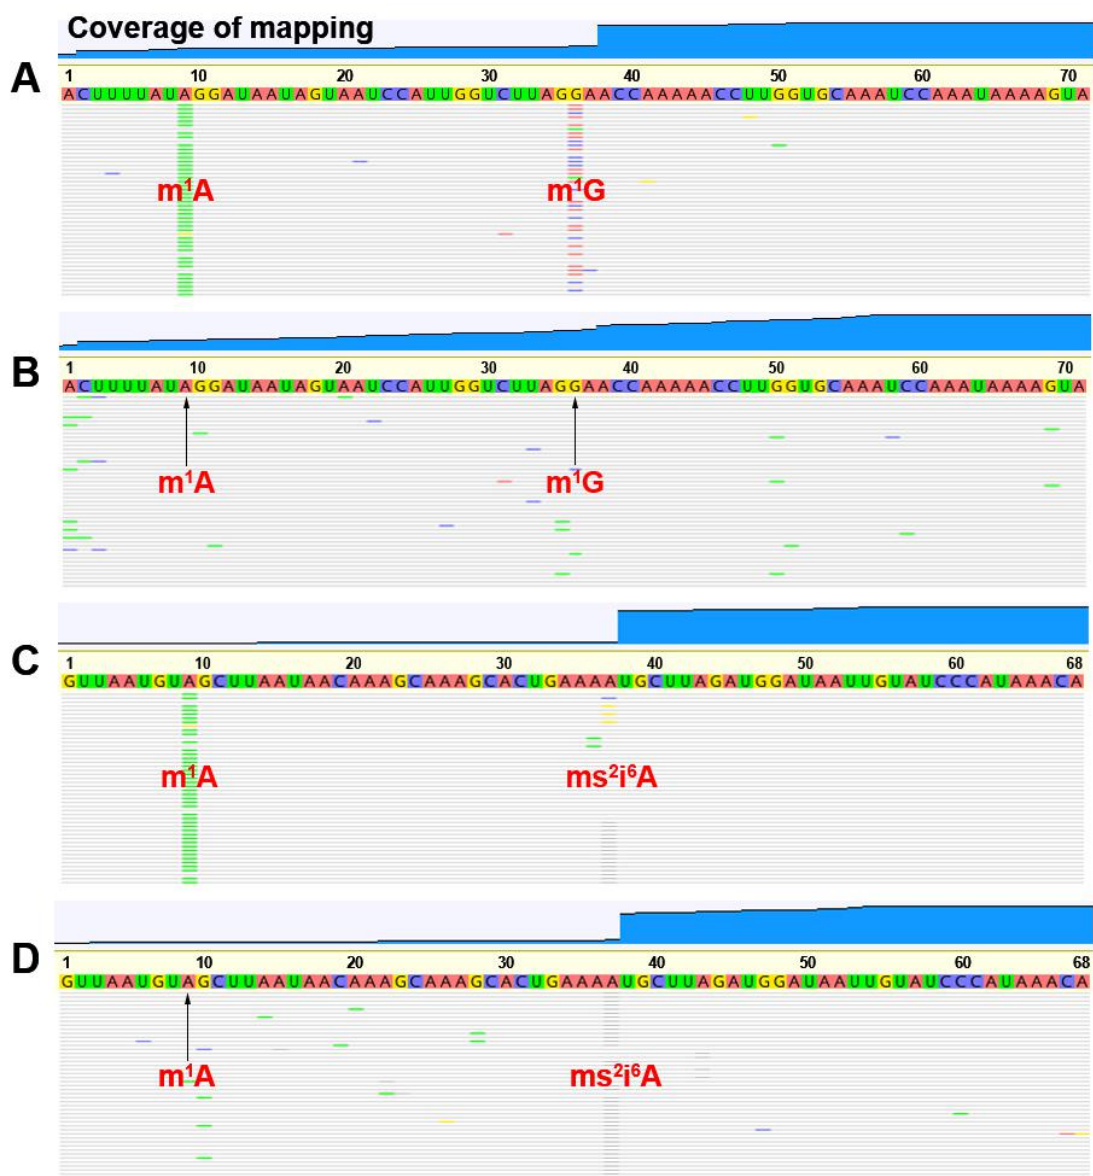 Coverage of mapping
A
1 10 20 30 40 50 60 70
ACUUUUAUAGGAUAAUAGUAAUCCAUUGGUCUUAGGAACCAAAAACCUUGGUGCAAAUCCAAAUAAAAGUA
m¹A m¹G
B
1 10 20 30 40 50 60 70
ACUUUUAUAGGAUAAUAGUAAUCCAUUGGUCUUAGGAACCAAAAACCUUGGUGCAAAUCCAAAUAAAAGUA
m¹A m¹G
C
1 10 20 30 40 50 60 68
GUUAAUGUAGCUUAAUAACAAAGCAAAGCACTGAAAAUGCUUAGAUGGAUAAUUGUAUCCCAUAAACA
m¹A ms²i⁶A
D
1 10 20 30 40 50 60 68
GUUAAUGUAGCUUAAUAACAAAGCAAAGCACUGAAAAUGCUUAGAUGGAUAAUUGUAUCCCAUAAACA
m¹A ms²i⁶A